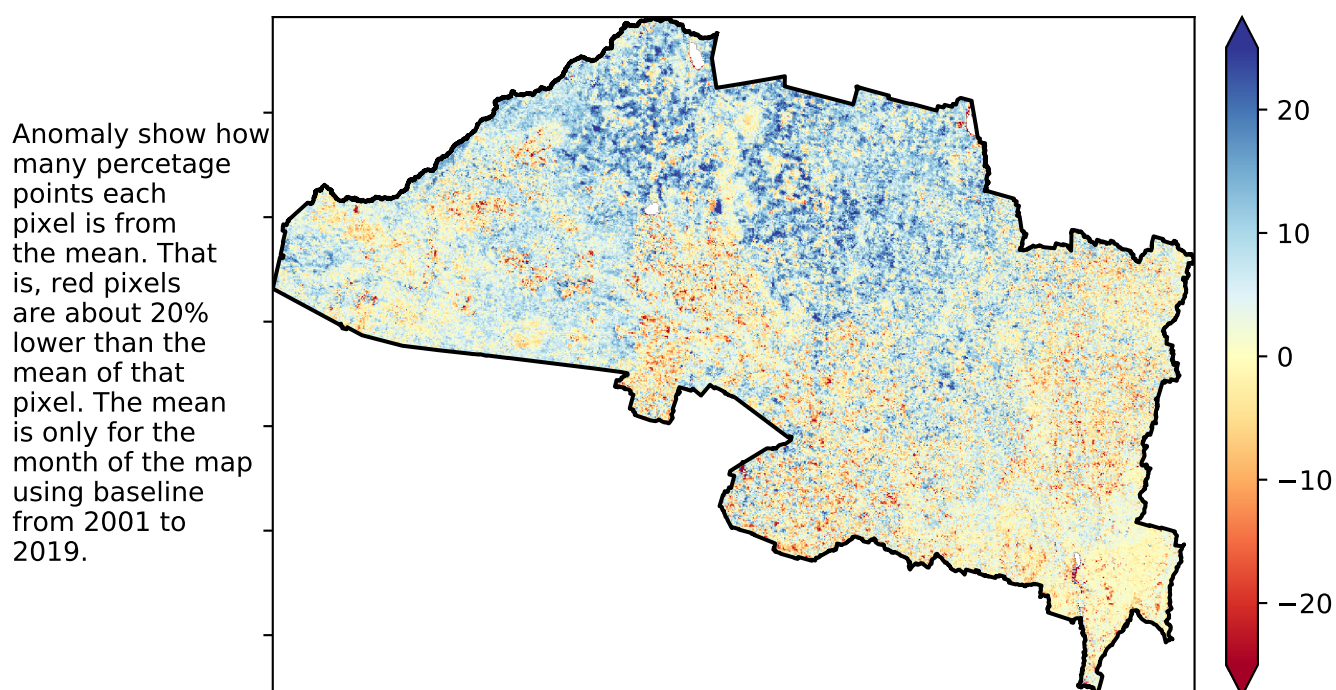 Anomaly show how
many percetage
points each
pixel is from
the mean. That
is, red pixels
are about 20%
lower than the
mean of that
pixel. The mean
is only for the
month of the map
using baseline
from 2001 to
2019.
20
10
0
−10
−20